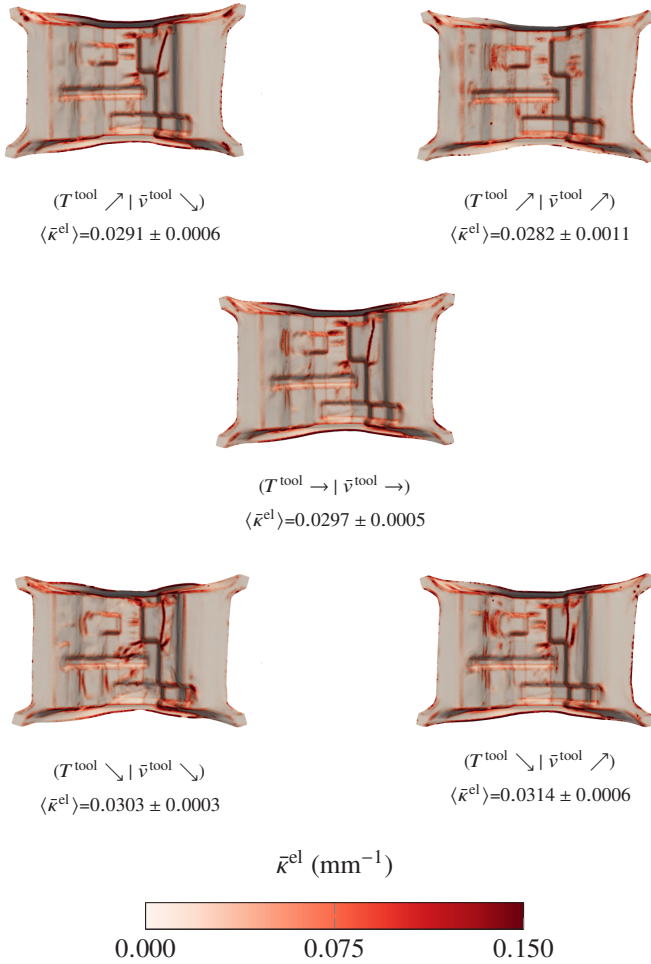 (T^tool ↗ | v̄^tool ↘) (T^tool ↗ | v̄^tool ↗)
⟨κ̄^el⟩=0.0291 ± 0.0006 ⟨κ̄^el⟩=0.0282 ± 0.0011
(T^tool → | v̄^tool →)
⟨κ̄^el⟩=0.0297 ± 0.0005
(T^tool ↘ | v̄^tool ↘) (T^tool ↘ | v̄^tool ↗)
⟨κ̄^el⟩=0.0303 ± 0.0003 ⟨κ̄^el⟩=0.0314 ± 0.0006
κ̄^el (mm⁻¹)
0.000 0.075 0.150